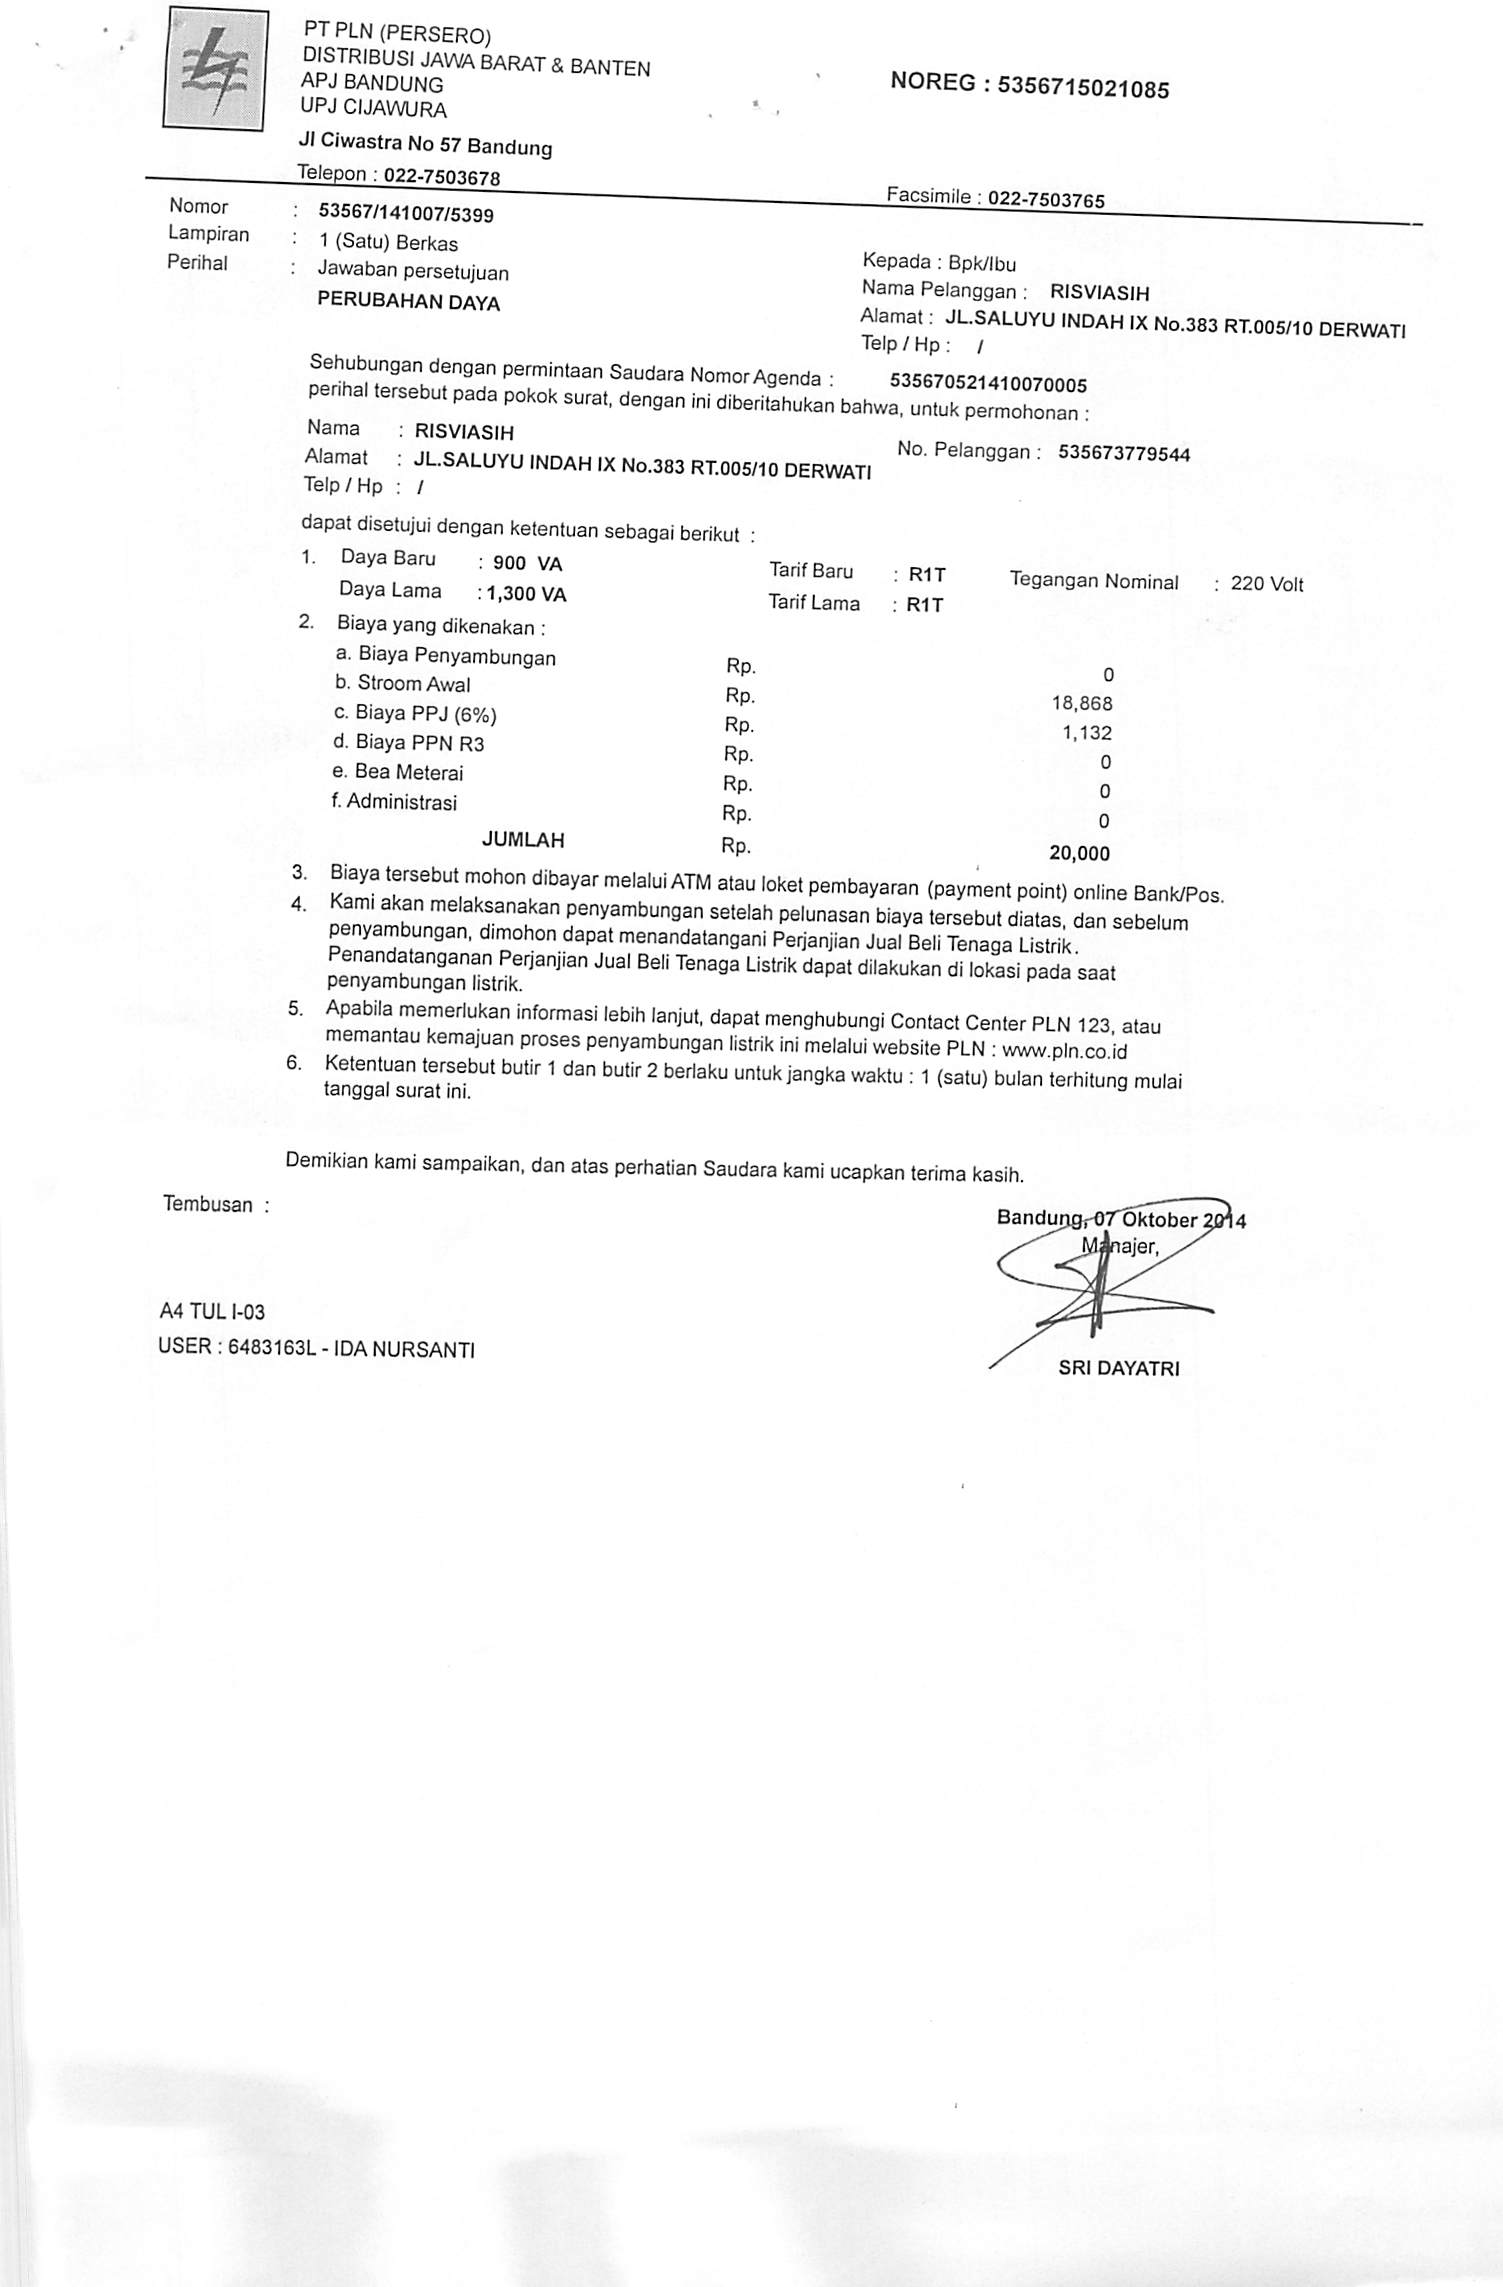 PT PLN (PERSERO)
DISTRIBUSI JAWA BARAT & BANTEN
APJ BANDUNG
UPJ CIJAWURA
NOREG : 5356715021085
Jl Ciwastra No 57 Bandung
Telepon : 022-7503678
Facsimile : 022-7503765
Nomor : 53567/141007/5399
Lampiran : 1 (Satu) Berkas
Perihal : Jawaban persetujuan
PERUBAHAN DAYA
Kepada : Bpk/Ibu
Nama Pelanggan : RISVIASIH
Alamat : JL.SALUYU INDAH IX No.383 RT.005/10 DERWATI
Telp / Hp : /
Sehubungan dengan permintaan Saudara Nomor Agenda : 535670521410070005
perihal tersebut pada pokok surat, dengan ini diberitahukan bahwa, untuk permohonan :
Nama : RISVIASIH No. Pelanggan : 535673779544
Alamat : JL.SALUYU INDAH IX No.383 RT.005/10 DERWATI
Telp / Hp : /
dapat disetujui dengan ketentuan sebagai berikut :
1. Daya Baru : 900 VA Tarif Baru : R1T Tegangan Nominal : 220 Volt
Daya Lama : 1,300 VA Tarif Lama : R1T
2. Biaya yang dikenakan :
a. Biaya Penyambungan Rp. 0
b. Stroom Awal Rp. 18,868
c. Biaya PPJ (6%) Rp. 1,132
d. Biaya PPN R3 Rp. 0
e. Bea Meterai Rp. 0
f. Administrasi Rp. 0
JUMLAH Rp. 20,000
3. Biaya tersebut mohon dibayar melalui ATM atau loket pembayaran (payment point) online Bank/Pos.
4. Kami akan melaksanakan penyambungan setelah pelunasan biaya tersebut diatas, dan sebelum
penyambungan, dimohon dapat menandatangani Perjanjian Jual Beli Tenaga Listrik.
Penandatanganan Perjanjian Jual Beli Tenaga Listrik dapat dilakukan di lokasi pada saat
penyambungan listrik.
5. Apabila memerlukan informasi lebih lanjut, dapat menghubungi Contact Center PLN 123, atau
memantau kemajuan proses penyambungan listrik ini melalui website PLN : www.pln.co.id
6. Ketentuan tersebut butir 1 dan butir 2 berlaku untuk jangka waktu : 1 (satu) bulan terhitung mulai
tanggal surat ini.
Demikian kami sampaikan, dan atas perhatian Saudara kami ucapkan terima kasih.
Tembusan :
Bandung, 07 Oktober 2014
Manajer,
A4 TUL I-03
USER : 6483163L - IDA NURSANTI
SRI DAYATRI